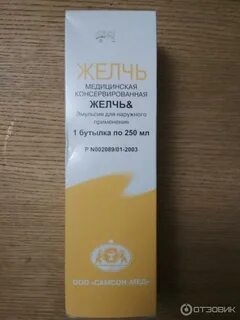 ЖЕЛЧЬ
МЕДИЦИНСКАЯ
КОНСЕРВИРОВАННАЯ
ЖЕЛЧЬ&
Эмульсия для наружного
применения
1 бутылка по 250 мл
Р N002089/01-2003
ООО «САМСОН-МЕД»
ОТЗОВИК